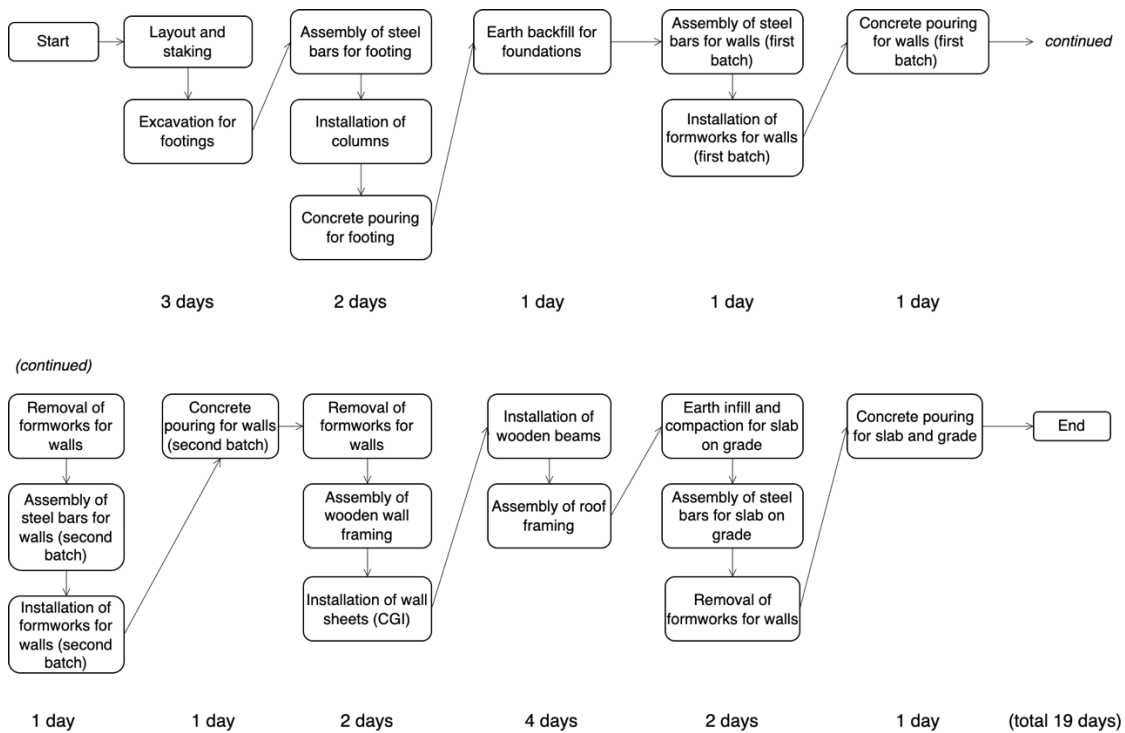 Start
Layout and
staking
Excavation for
footings
Assembly of steel
bars for footing
Installation of
columns
Concrete pouring
for footing
Earth backfill for
foundations
Assembly of steel
bars for walls (first
batch)
Installation of
formworks for walls
(first batch)
Concrete pouring
for walls (first
batch)
continued
3 days
2 days
1 day
1 day
1 day
(continued)
Removal of
formworks for
walls
Assembly of
steel bars for
walls (second
batch)
Installation of
formworks for
walls (second
batch)
Concrete
pouring for walls
(second batch)
Removal of
formworks for
walls
Assembly of
wooden wall
framing
Installation of wall
sheets (CGI)
Installation of
wooden beams
Assembly of roof
framing
Earth infill and
compaction for slab
on grade
Assembly of steel
bars for slab on
grade
Removal of
formworks for walls
Concrete pouring
for slab and grade
End
1 day
1 day
2 days
4 days
2 days
1 day
(total 19 days)